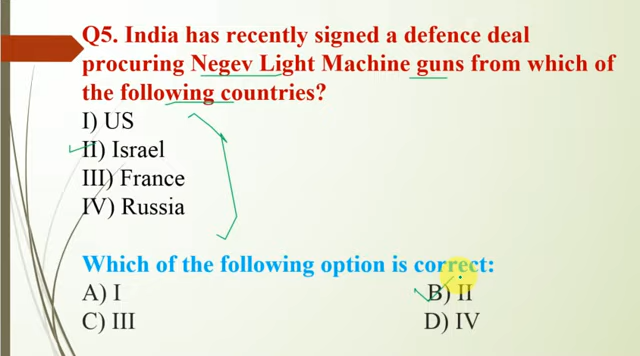 Q5. India has recently signed a defence deal
procuring Negev Light Machine guns from which of
the following countries?
I) US
II) Israel
III) France
IV) Russia
Which of the following option is correct:
A) I
B) II
C) III
D) IV